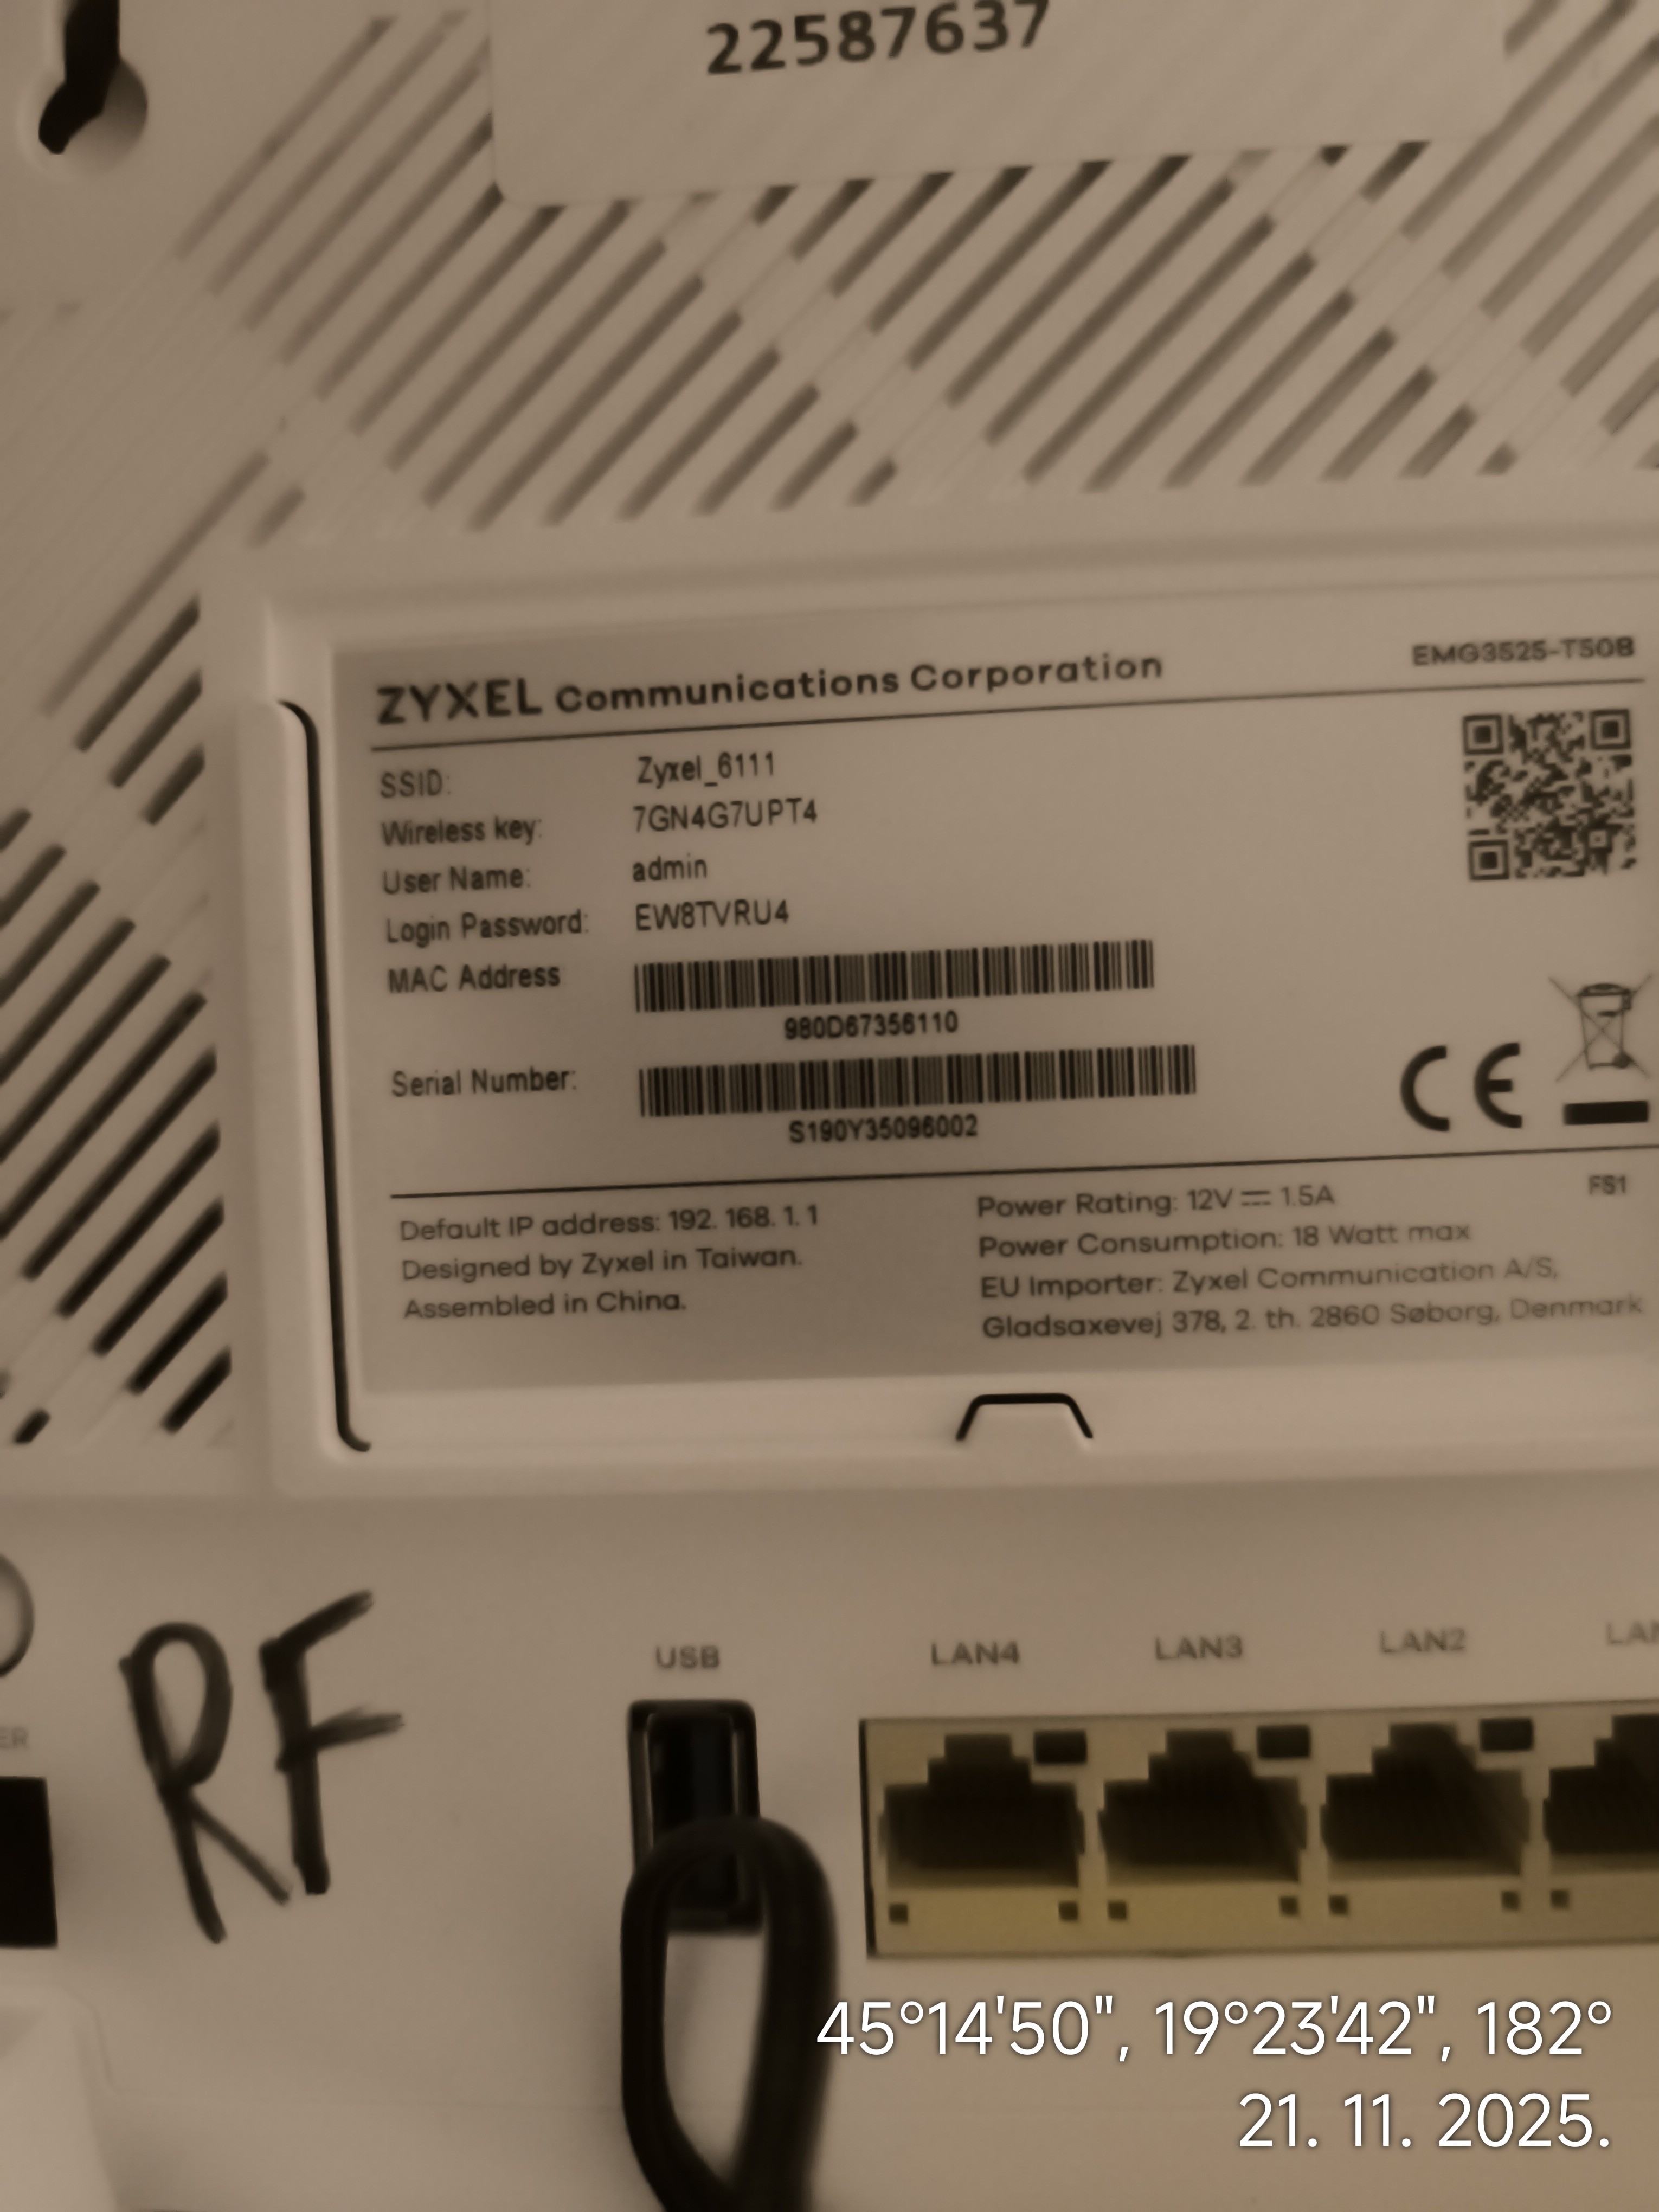 22587637
ZYXEL Communications Corporation EMG3525-T50B
SSID: Zyxel_6111
Wireless key: 7GN4G7UPT4
User Name: admin
Login Password: EW8TVRU4
MAC Address
980D67356110
Serial Number:
S190Y35096002
CE
FS1
Default IP address: 192. 168. 1. 1
Designed by Zyxel in Taiwan.
Assembled in China.
Power Rating: 12V ⎓ 1.5A
Power Consumption: 18 Watt max
EU Importer: Zyxel Communication A/S,
Gladsaxevej 378, 2. th. 2860 Søborg, Denmark
RF
USB LAN4 LAN3 LAN2
45°14'50", 19°23'42", 182°
21. 11. 2025.